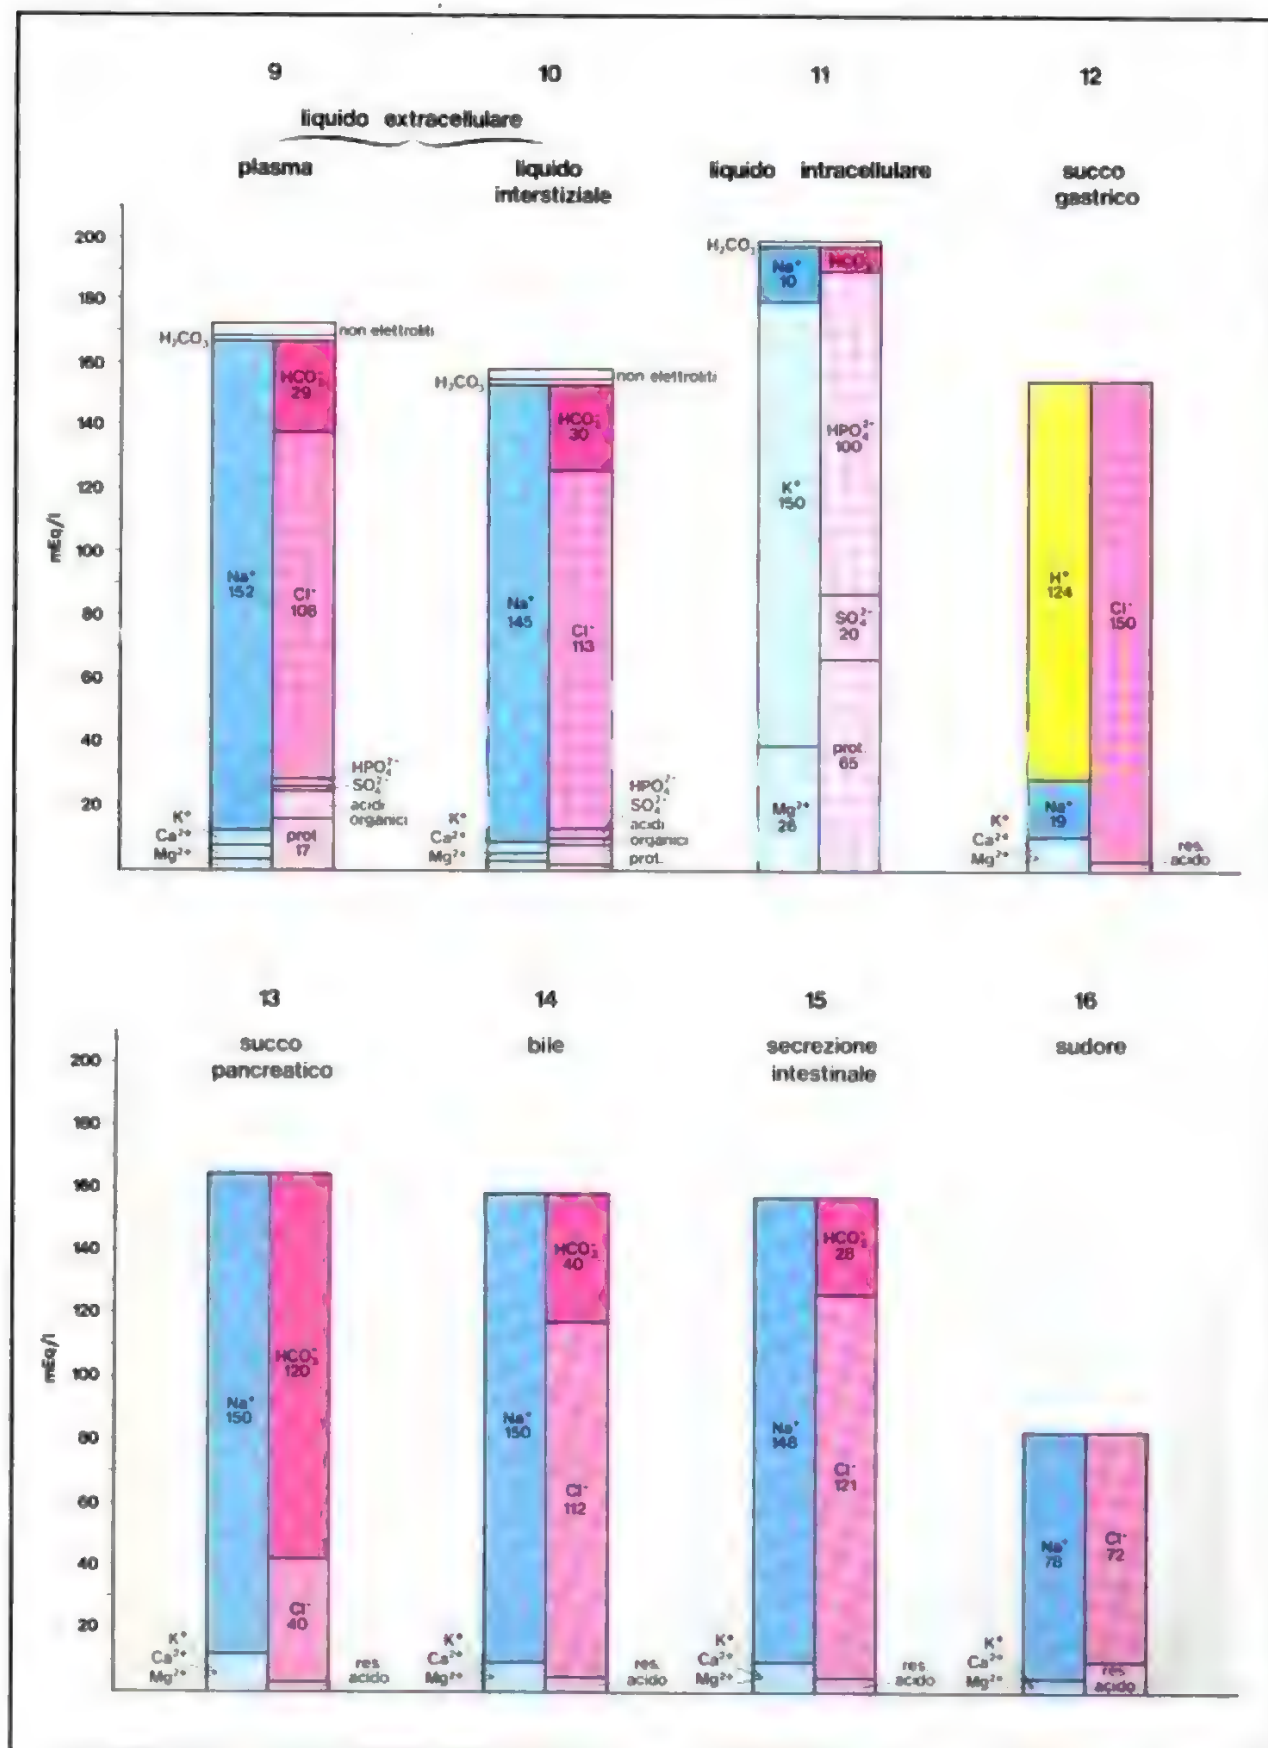 9
10
11
12
liquido extracellulare
plasma
liquido
interstiziale
liquido intracellulare
succo
gastrico
mEq/l
200
180
160
140
120
100
80
60
40
20
H₂CO₃
non elettroliti
Na⁺
152
HCO₃⁻
29
Cl⁻
108
HPO₄²⁻
SO₄²⁻
acidi
organici
prot
17
K⁺
Ca²⁺
Mg²⁺
H₂CO₃
non elettroliti
Na⁺
145
HCO₃⁻
30
Cl⁻
113
HPO₄²⁻
SO₄²⁻
acidi
organici
prot.
K⁺
Ca²⁺
Mg²⁺
H₂CO₃
Na⁺
10
HCO₃⁻
K⁺
150
HPO₄²⁻
100
SO₄²⁻
20
prot.
65
Mg²⁺
26
H⁺
124
Cl⁻
150
Na⁺
19
K⁺
Ca²⁺
Mg²⁺
res.
acido
13
14
15
16
succo
pancreatico
bile
secrezione
intestinale
sudore
mEq/l
200
180
160
140
120
100
80
60
40
20
Na⁺
150
HCO₃⁻
120
Cl⁻
40
K⁺
Ca²⁺
Mg²⁺
res.
acido
Na⁺
150
HCO₃⁻
40
Cl⁻
112
K⁺
Ca²⁺
Mg²⁺
res.
acido
Na⁺
148
HCO₃⁻
28
Cl⁻
121
K⁺
Ca²⁺
Mg²⁺
res.
acido
Na⁺
78
Cl⁻
72
K⁺
Ca²⁺
Mg²⁺
res.
acido